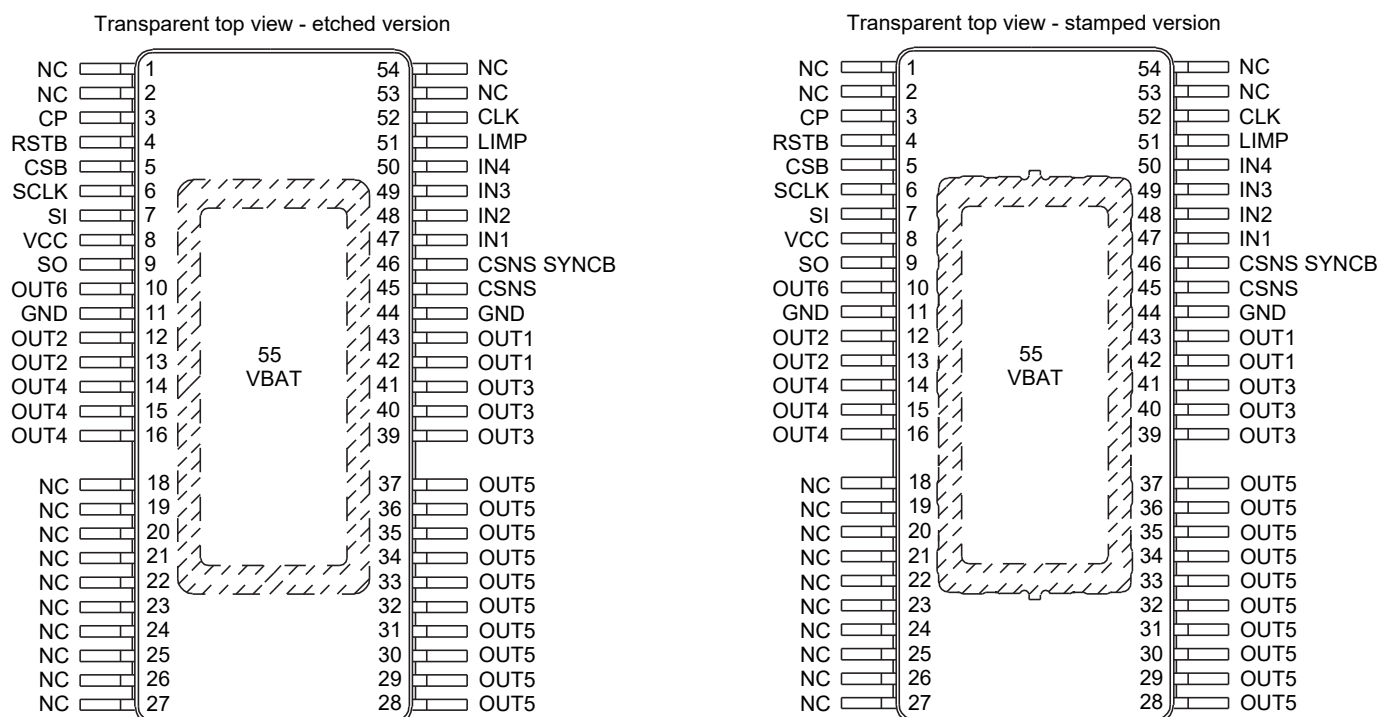 Transparent top view - etched version
NC 1 54 NC
NC 2 53 NC
CP 3 52 CLK
RSTB 4 51 LIMP
CSB 5 50 IN4
SCLK 6 49 IN3
SI 7 48 IN2
VCC 8 47 IN1
SO 9 46 CSNS SYNCB
OUT6 10 45 CSNS
GND 11 44 GND
OUT2 12 43 OUT1
OUT2 13 42 OUT1
OUT4 14 41 OUT3
OUT4 15 40 OUT3
OUT4 16 39 OUT3
NC 18 37 OUT5
NC 19 36 OUT5
NC 20 35 OUT5
NC 21 34 OUT5
NC 22 33 OUT5
NC 23 32 OUT5
NC 24 31 OUT5
NC 25 30 OUT5
NC 26 29 OUT5
NC 27 28 OUT5
55
VBAT
Transparent top view - stamped version
NC 1 54 NC
NC 2 53 NC
CP 3 52 CLK
RSTB 4 51 LIMP
CSB 5 50 IN4
SCLK 6 49 IN3
SI 7 48 IN2
VCC 8 47 IN1
SO 9 46 CSNS SYNCB
OUT6 10 45 CSNS
GND 11 44 GND
OUT2 12 43 OUT1
OUT2 13 42 OUT1
OUT4 14 41 OUT3
OUT4 15 40 OUT3
OUT4 16 39 OUT3
NC 18 37 OUT5
NC 19 36 OUT5
NC 20 35 OUT5
NC 21 34 OUT5
NC 22 33 OUT5
NC 23 32 OUT5
NC 24 31 OUT5
NC 25 30 OUT5
NC 26 29 OUT5
NC 27 28 OUT5
55
VBAT